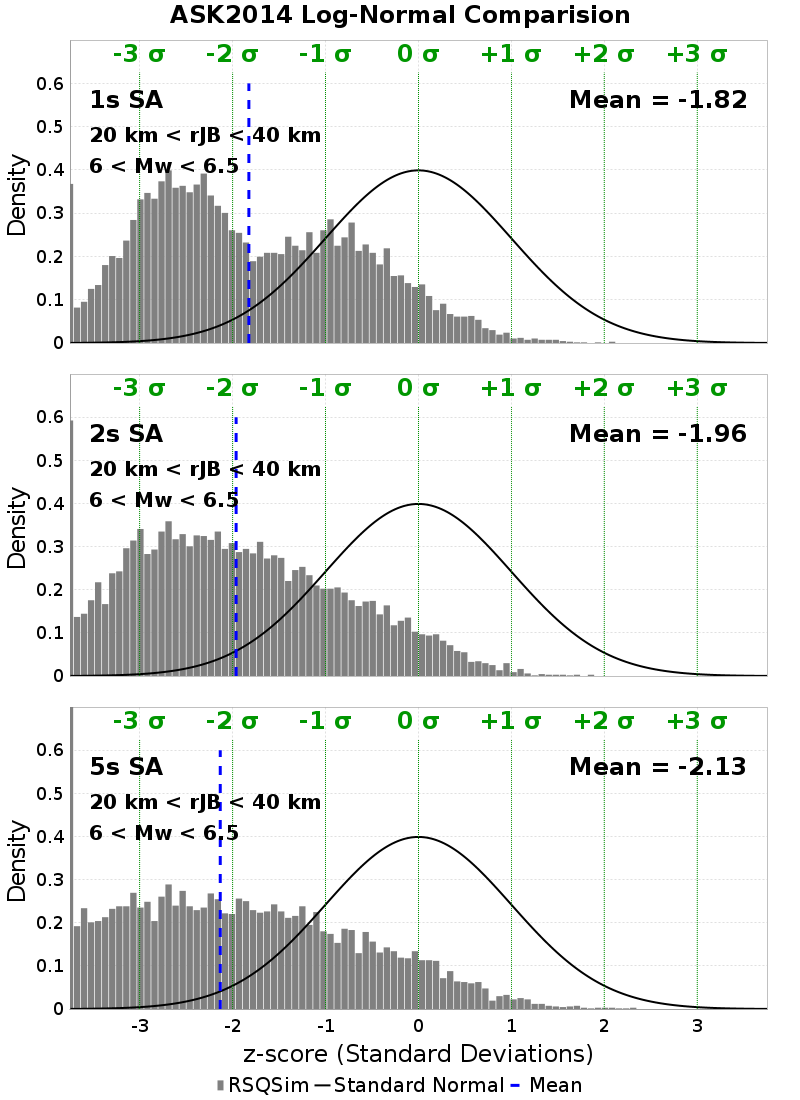 ASK2014 Log-Normal Comparision
-3 σ -2 σ -1 σ 0 σ +1 σ +2 σ +3 σ
1s SA
Mean = -1.82
20 km < rJB < 40 km
6 < Mw < 6.5
0.6
0.5
0.4
0.3
0.2
0.1
0
Density
-3 σ -2 σ -1 σ 0 σ +1 σ +2 σ +3 σ
2s SA
Mean = -1.96
20 km < rJB < 40 km
6 < Mw < 6.5
0.6
0.5
0.4
0.3
0.2
0.1
0
Density
-3 σ -2 σ -1 σ 0 σ +1 σ +2 σ +3 σ
5s SA
Mean = -2.13
20 km < rJB < 40 km
6 < Mw < 6.5
0.6
0.5
0.4
0.3
0.2
0.1
0
Density
-3 -2 -1 0 1 2 3
z-score (Standard Deviations)
RSQSim Standard Normal Mean